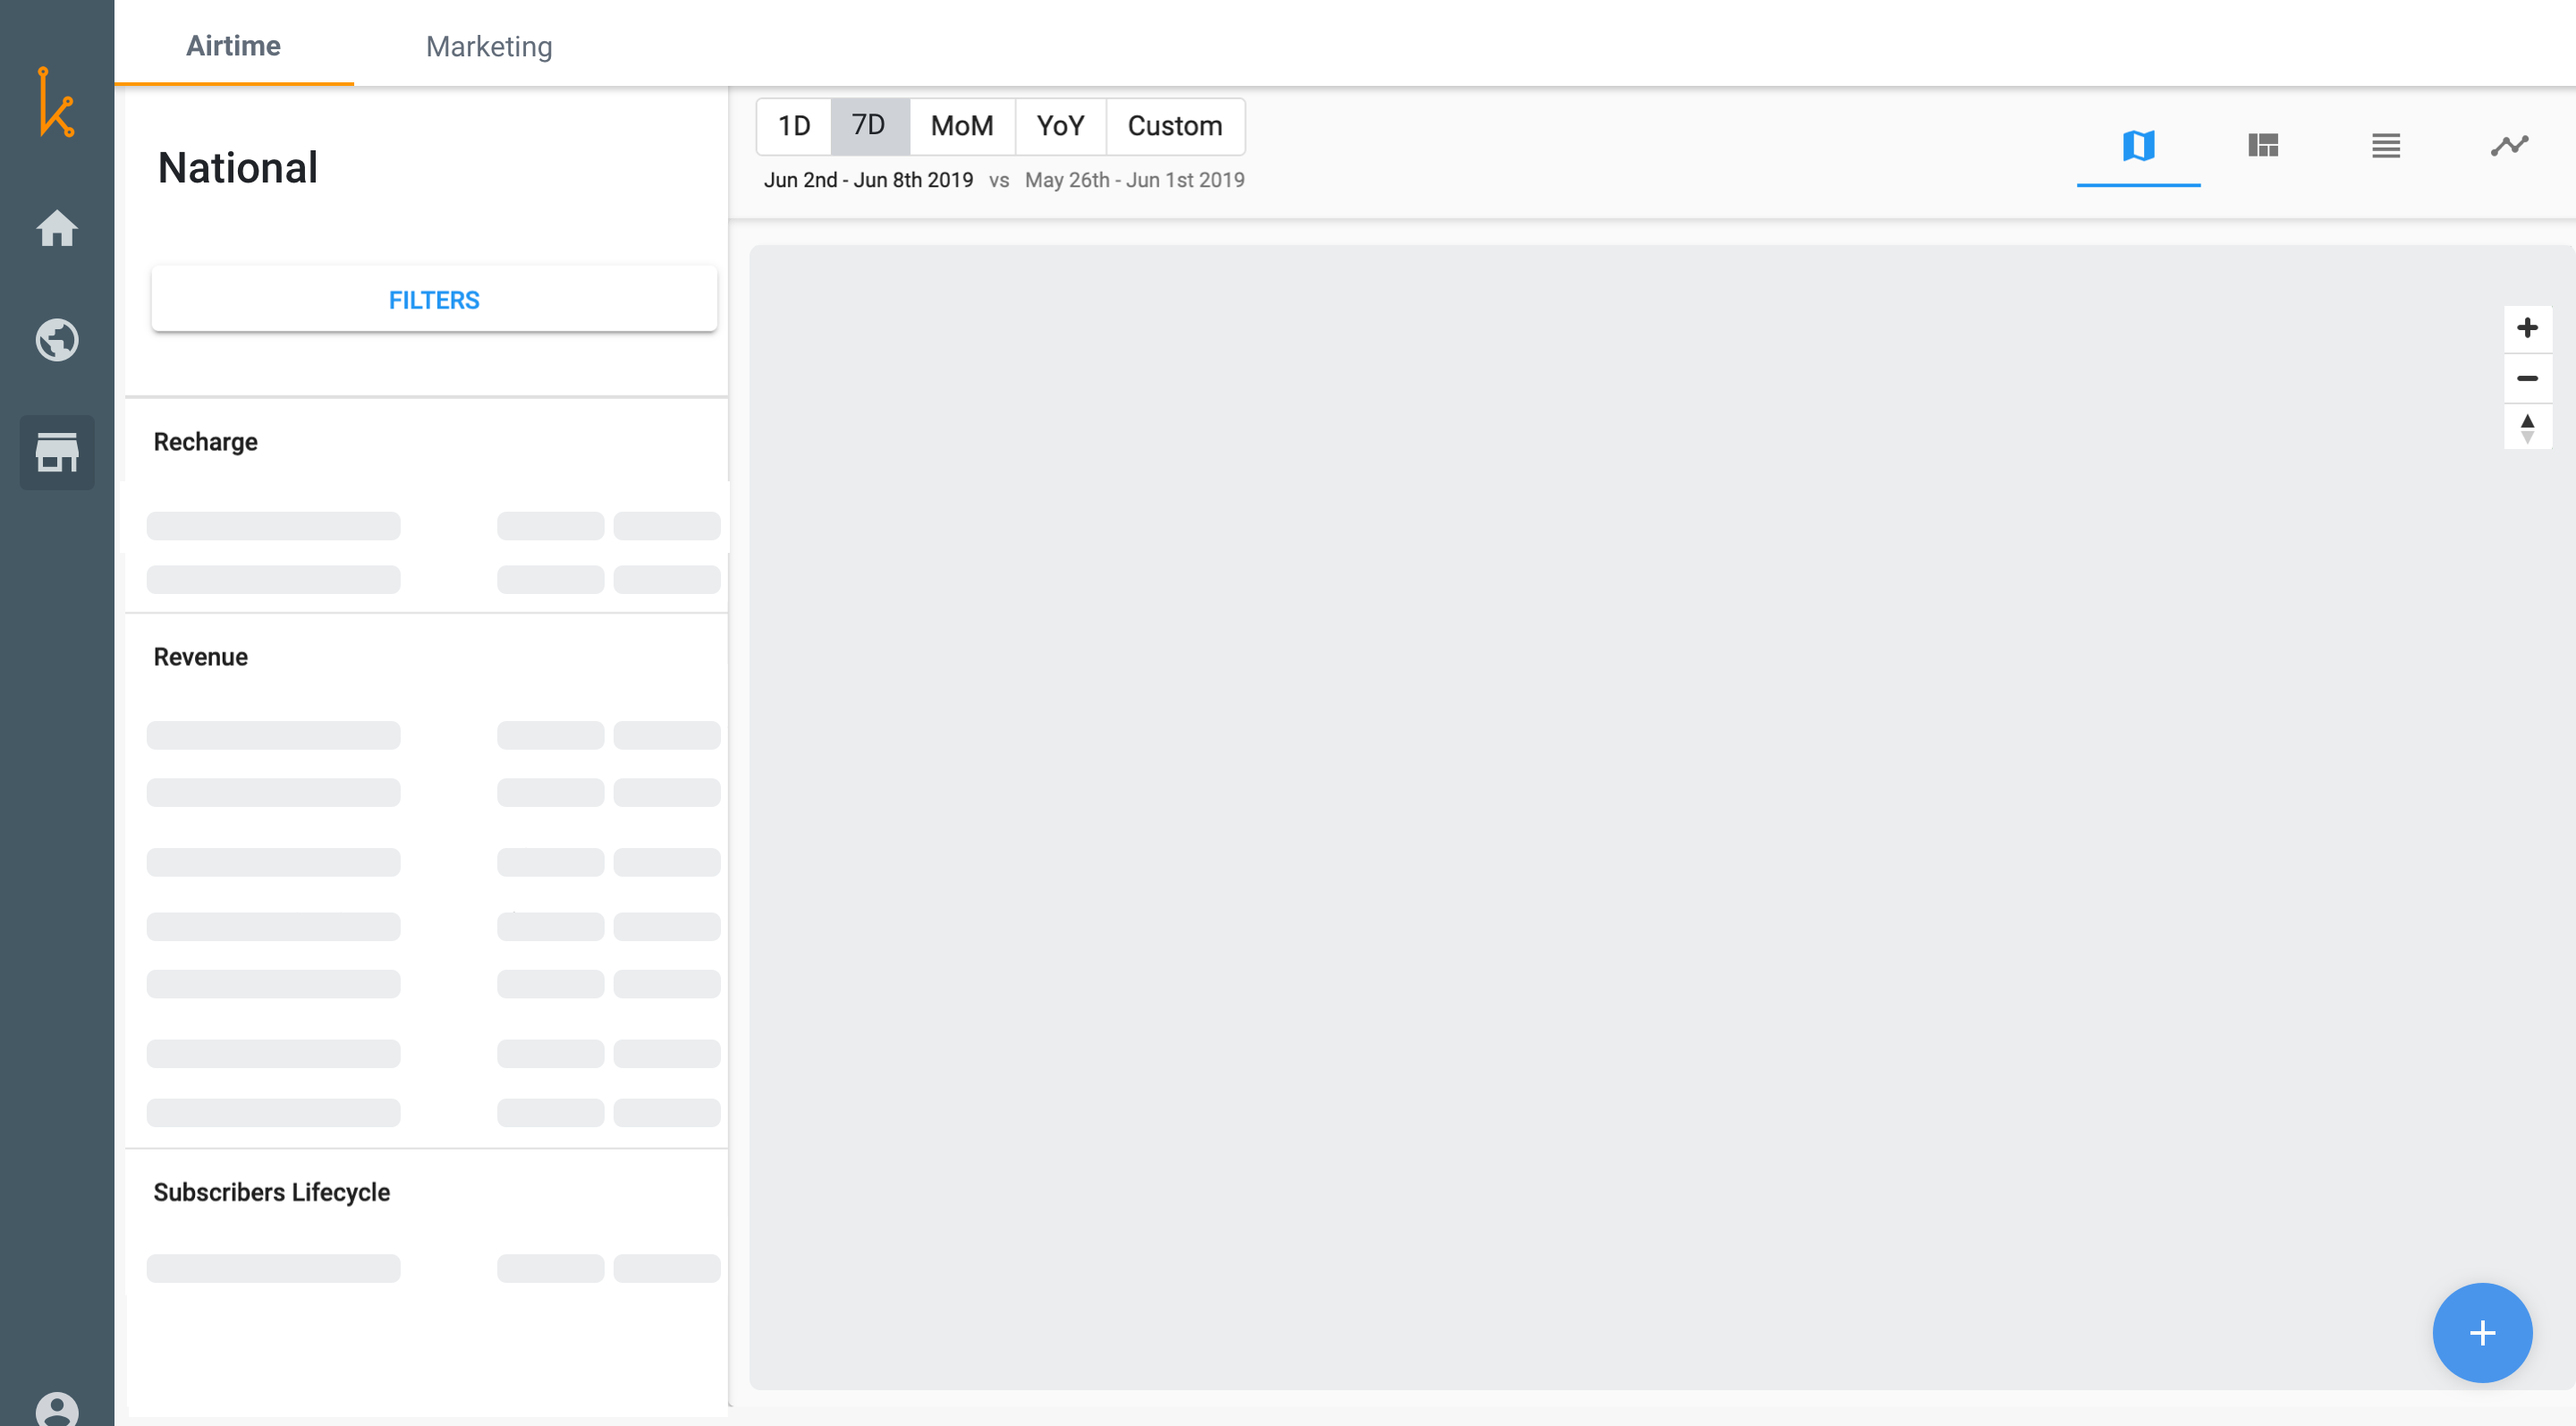 Airtime
Marketing
National
FILTERS
Recharge
Revenue
Subscribers Lifecycle
1D 7D MoM YoY Custom
Jun 2nd - Jun 8th 2019 vs May 26th - Jun 1st 2019